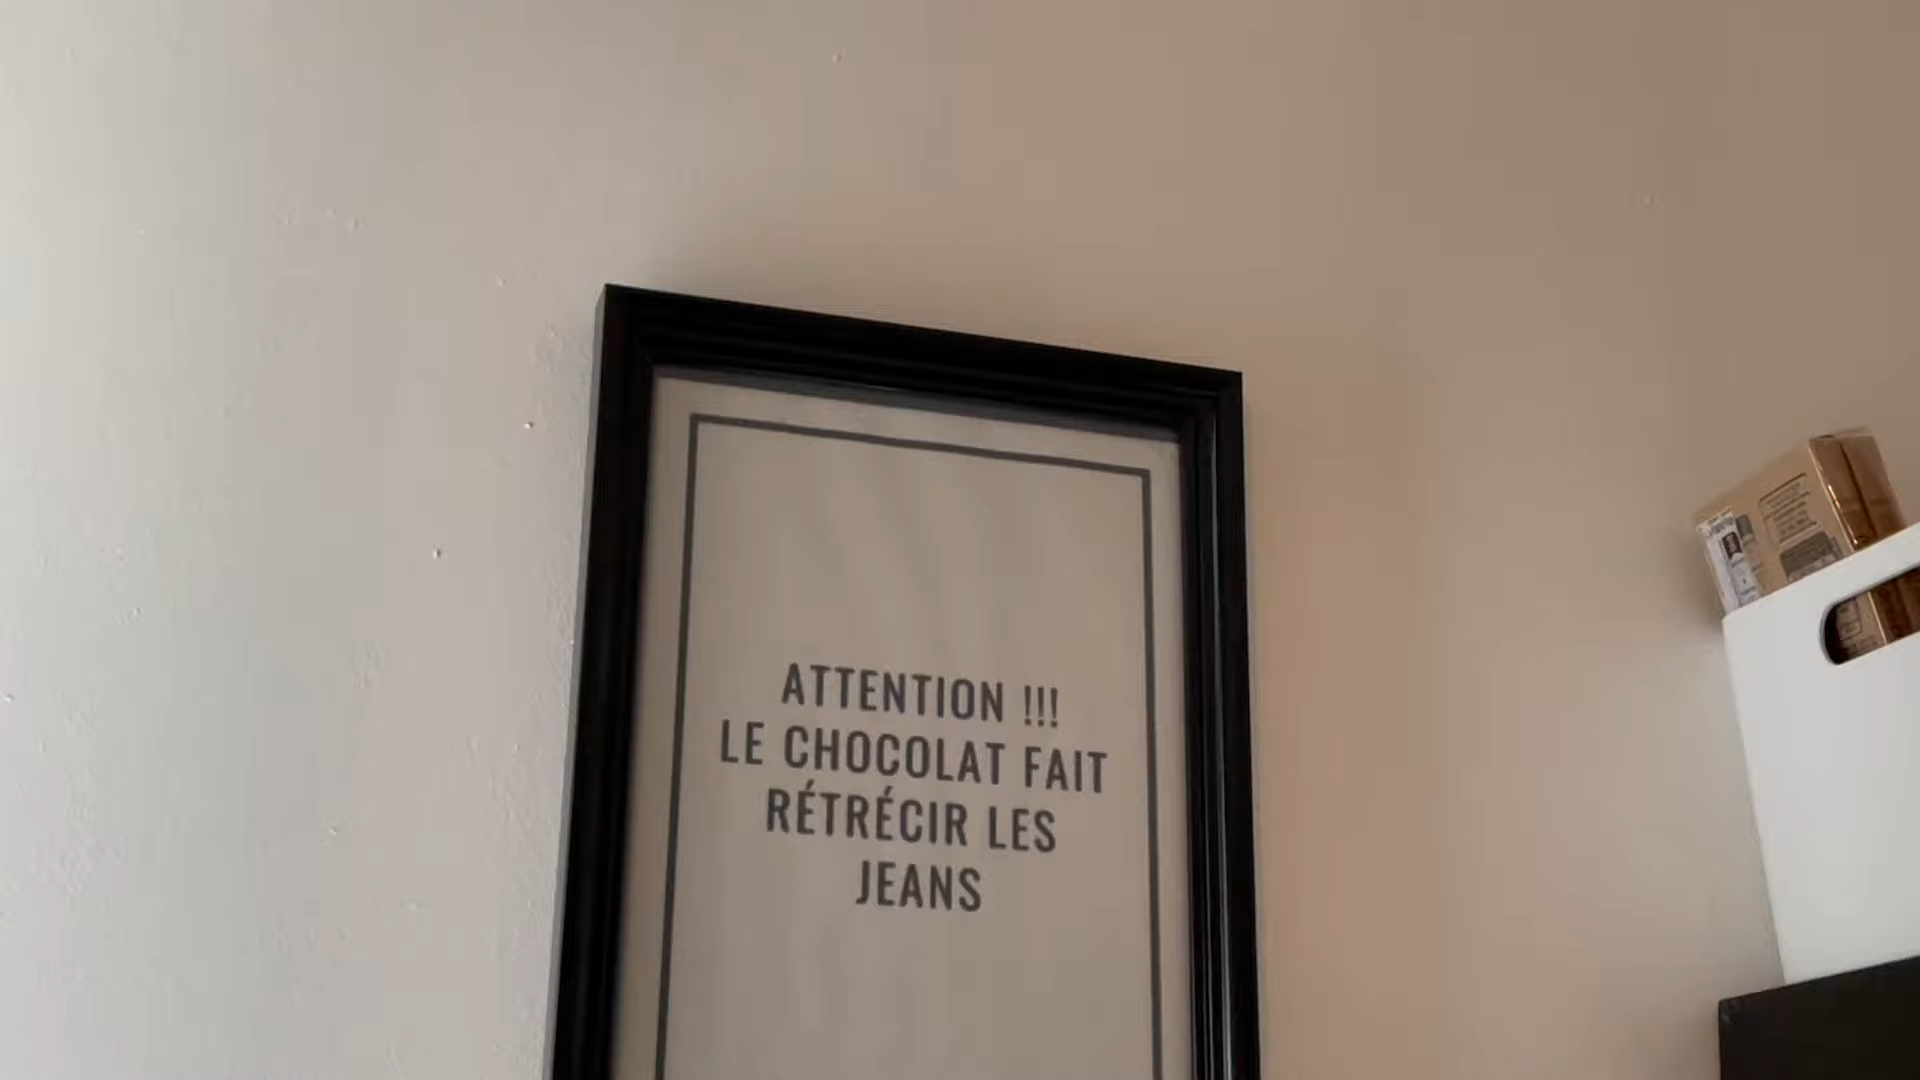 ATTENTION !!!
LE CHOCOLAT FAIT
RÉTRÉCIR LES
JEANS